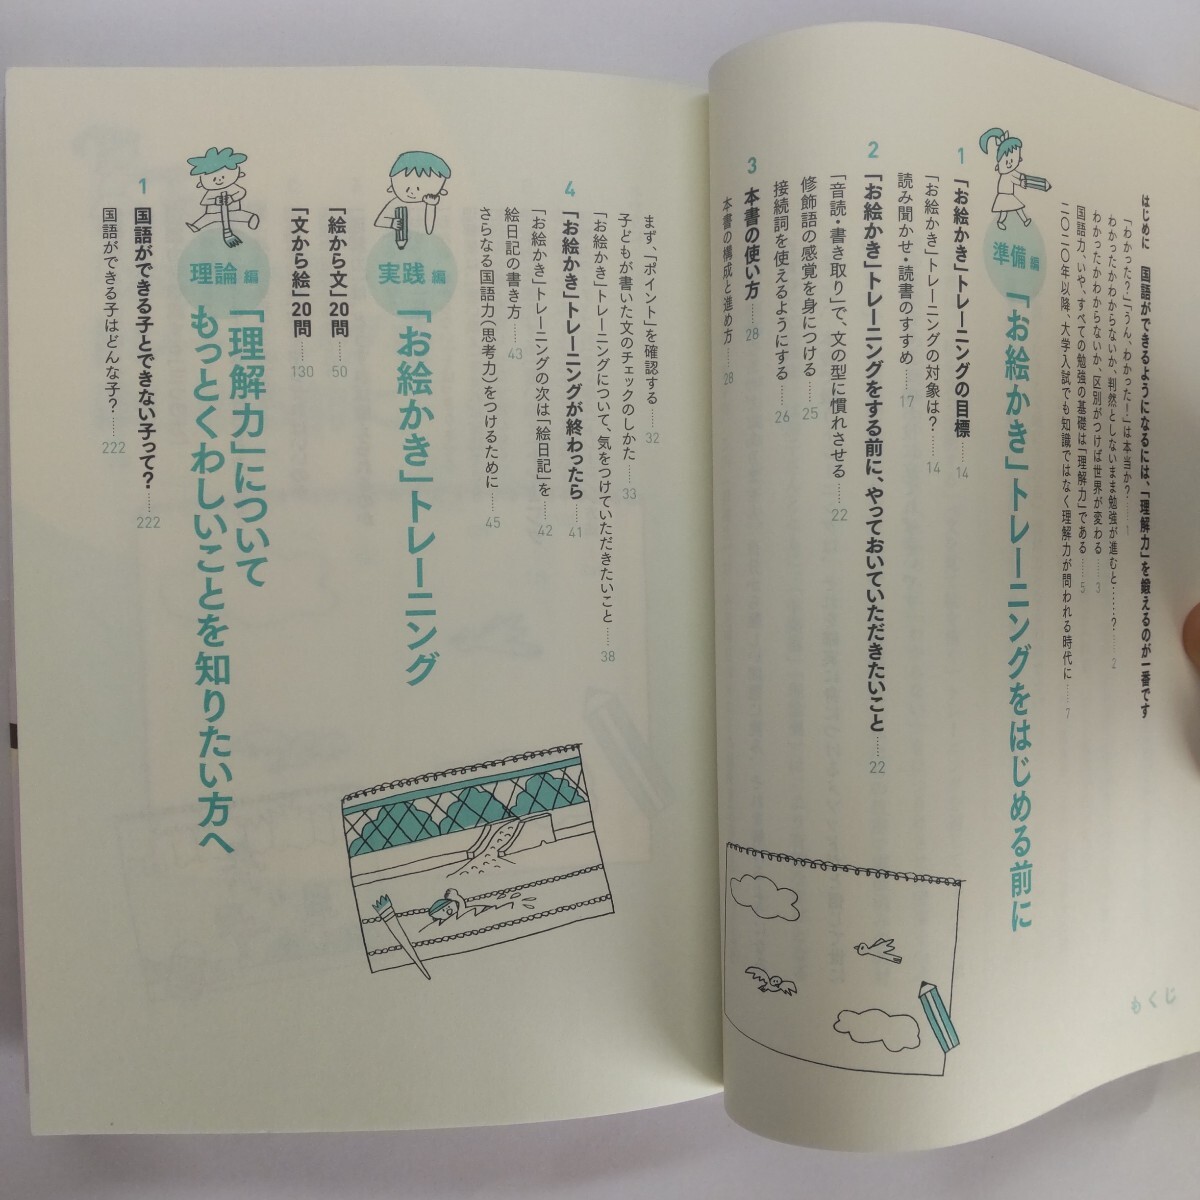 もくじ
はじめに 国語ができるようになるには、「理解力」を鍛えるのが一番です
「わかった？」「うん、わかった！」は本当か？……1
わかったかわからないか、判然としないまま勉強が進むと……？……2
わかったかわからないか、区別がつけば世界が変わる……3
国語力、いや、すべての勉強の基礎は「理解力」である……5
二〇二〇年以降、大学入試でも知識ではなく理解力が問われる時代に……7
準備編 「お絵かき」トレーニングをはじめる前に
1 「お絵かき」トレーニングの目標……14
「お絵かき」トレーニングの対象は？……14
読み聞かせ・読書のすすめ……17
2 「お絵かき」トレーニングをする前に、やっておいていただきたいこと……22
「音読・書き取り」で、文の型に慣れさせる……22
修飾語の感覚を身につける……25
接続詞を使えるようにする……26
3 本書の使い方……28
本書の構成と進め方……28
まず、「ポイント」を確認する……32
子どもが書いた文のチェックのしかた……33
「お絵かき」トレーニングについて、気をつけていただきたいこと……38
4 「お絵かき」トレーニングが終わったら……41
「お絵かき」トレーニングの次は「絵日記」を……42
絵日記の書き方……43
さらなる国語力（思考力）をつけるために……45
実践編 「お絵かき」トレーニング
「絵から文」20問……50
「文から絵」20問……130
理論編 「理解力」について
もっとくわしいことを知りたい方へ
1 国語ができる子とできない子って？……222
国語ができる子はどんな子？……222